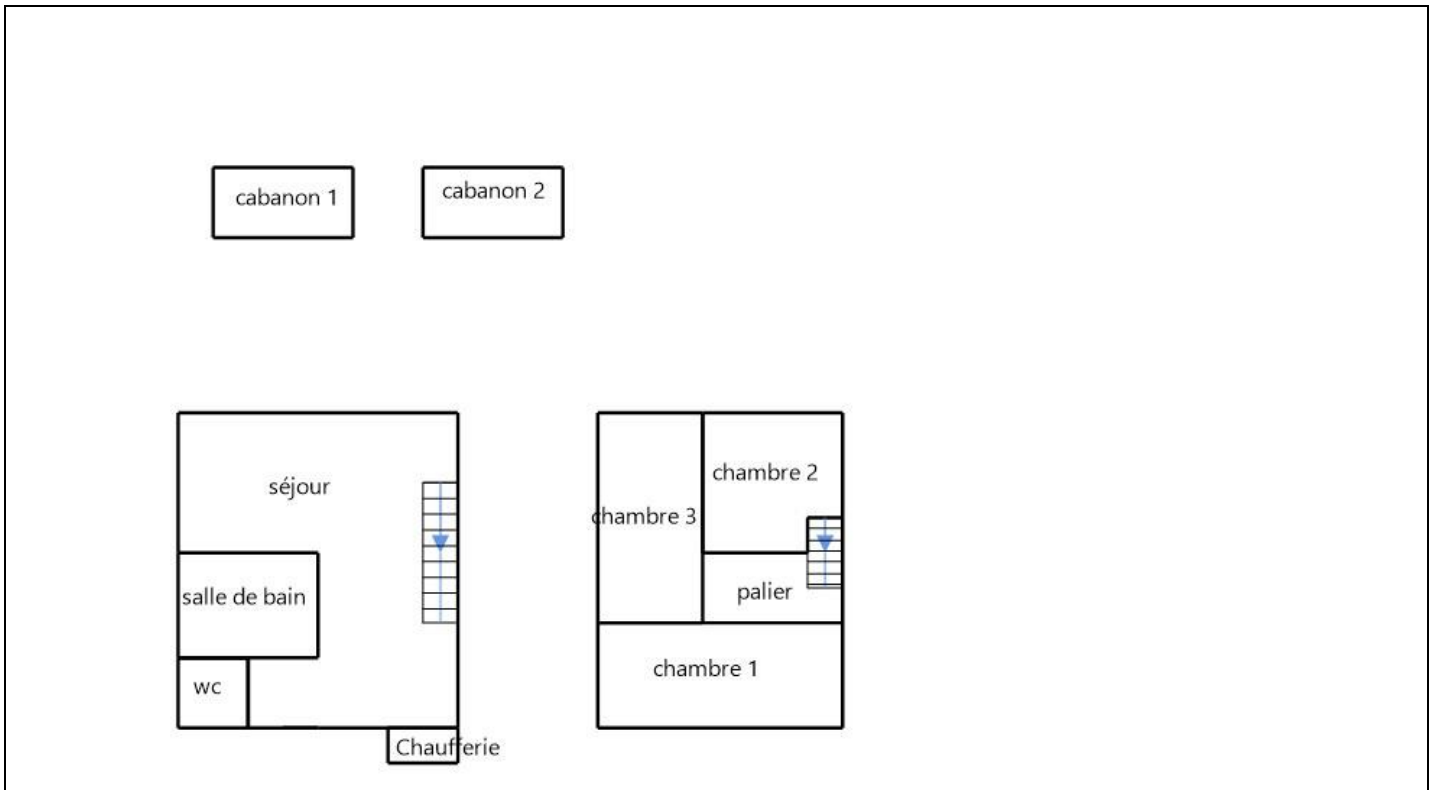 cabanon 1
cabanon 2
séjour
chambre 2
chambre 3
salle de bain
palier
chambre 1
wc
Chaufferie